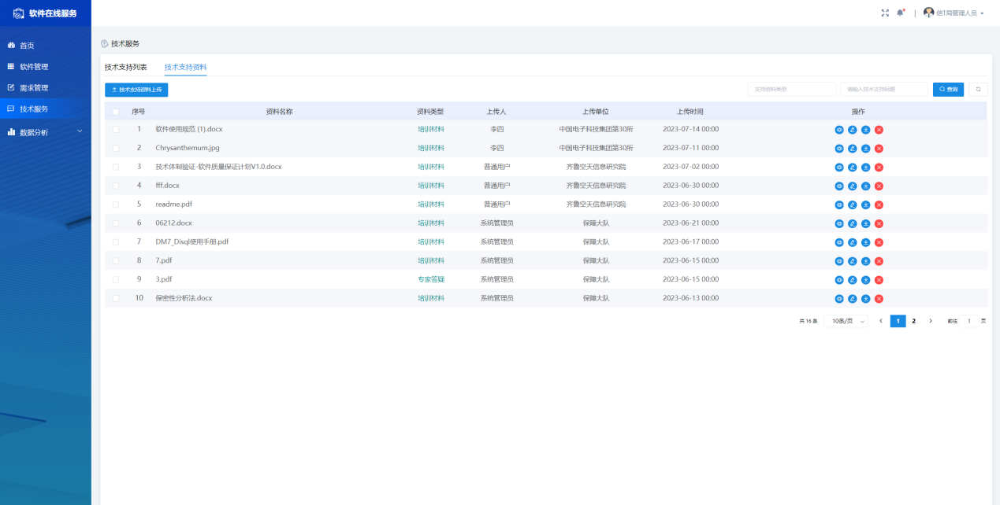 软件在线服务
信T局管理人员
首页
软件管理
需求管理
技术服务
数据分析
技术服务
技术支持列表 技术支持资料
技术支持资料上传 支持资料类型 请输入技术支持标题 查询
序号 资料名称 资料类型 上传人 上传单位 上传时间 操作
1 软件使用规范 (1).docx 培训材料 李四 中国电子科技集团第30所 2023-07-14 00:00
2 Chrysanthemum.jpg 培训材料 李四 中国电子科技集团第30所 2023-07-11 00:00
3 技术体制验证-软件质量保证计划V1.0.docx 培训材料 普通用户 齐鲁空天信息研究院 2023-07-02 00:00
4 fff.docx 培训材料 普通用户 齐鲁空天信息研究院 2023-06-30 00:00
5 readme.pdf 培训材料 普通用户 齐鲁空天信息研究院 2023-06-30 00:00
6 06212.docx 培训材料 系统管理员 保障大队 2023-06-21 00:00
7 DM7_Disql使用手册.pdf 培训材料 系统管理员 保障大队 2023-06-17 00:00
8 7.pdf 培训材料 系统管理员 保障大队 2023-06-15 00:00
9 3.pdf 专家答疑 系统管理员 保障大队 2023-06-15 00:00
10 保密性分析法.docx 培训材料 系统管理员 保障大队 2023-06-13 00:00
共 16 条 10条/页 1 2 前往 1 页